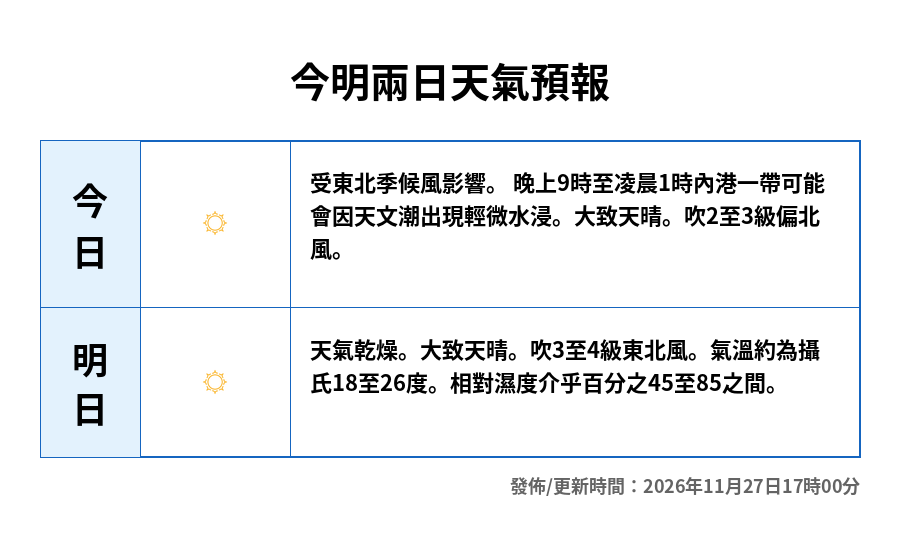 今明兩日天氣預報
今
日
受東北季候風影響。 晚上9時至凌晨1時內港一帶可能
會因天文潮出現輕微水浸。大致天晴。吹2至3級偏北
風。
明
日
天氣乾燥。大致天晴。吹3至4級東北風。氣溫約為攝
氏18至26度。相對濕度介乎百分之45至85之間。
發佈/更新時間：2026年11月27日17時00分